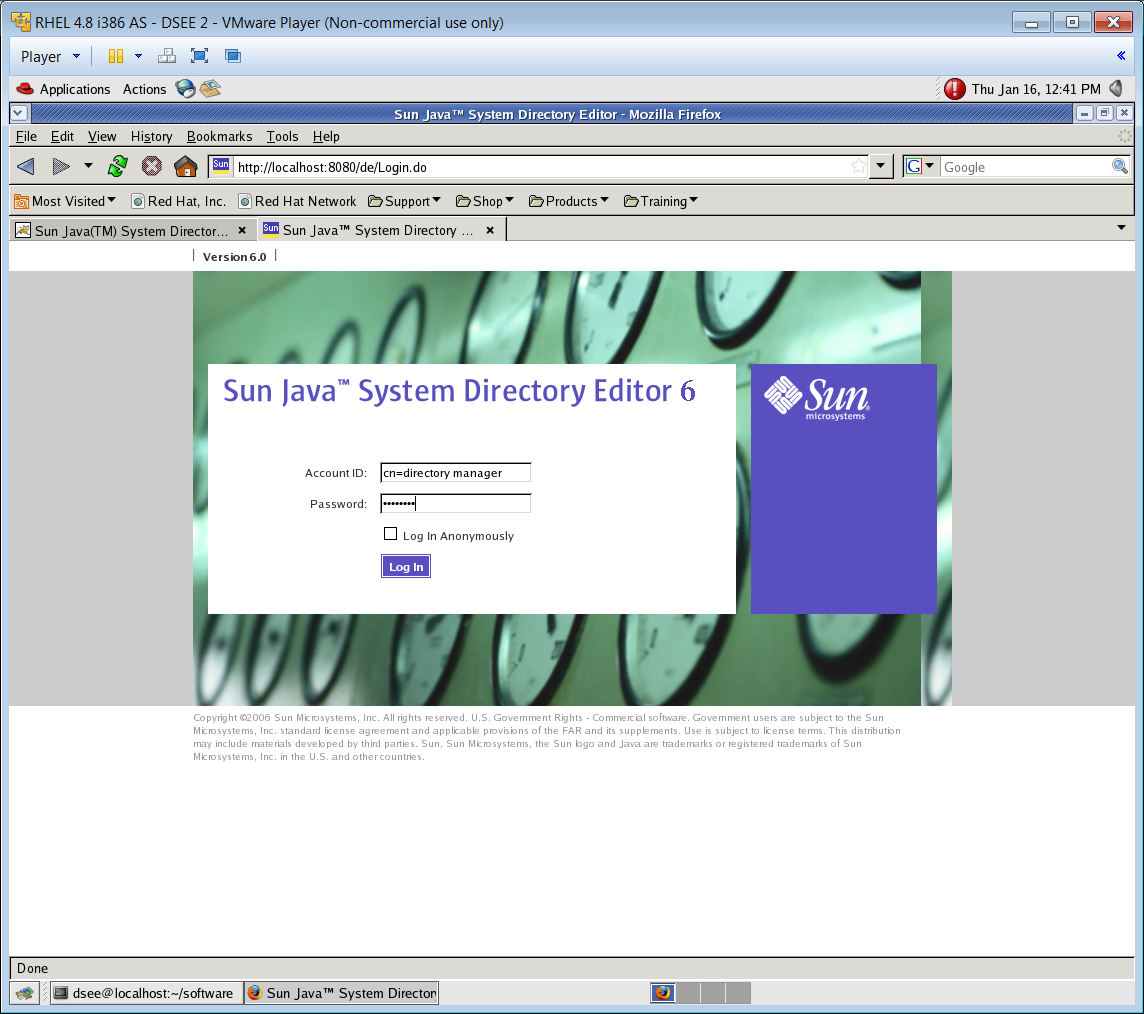 RHEL 4.8 i386 AS - DSEE 2 - VMware Player (Non-commercial use only)
Player
«
Applications Actions Thu Jan 16, 12:41 PM
Sun Java™ System Directory Editor - Mozilla Firefox
File Edit View History Bookmarks Tools Help
Sun http://localhost:8080/de/Login.do G Google
Most Visited Red Hat, Inc. Red Hat Network Support Shop Products Training
Sun Java(TM) System Director... Sun Sun Java™ System Directory ...
Version 6.0
Sun Java™ System Directory Editor 6
Sun
microsystems
Account ID: cn=directory manager
Password: ••••••••
Log In Anonymously
Log In
Copyright ©2006 Sun Microsystems, Inc. All rights reserved. U.S. Government Rights - Commercial software. Government users are subject to the Sun
Microsystems, Inc. standard license agreement and applicable provisions of the FAR and its supplements. Use is subject to license terms. This distribution
may include materials developed by third parties. Sun, Sun Microsystems, the Sun logo and Java are trademarks or registered trademarks of Sun
Microsystems, Inc. in the U.S. and other countries.
Done
dsee@localhost:~/software Sun Java™ System Director